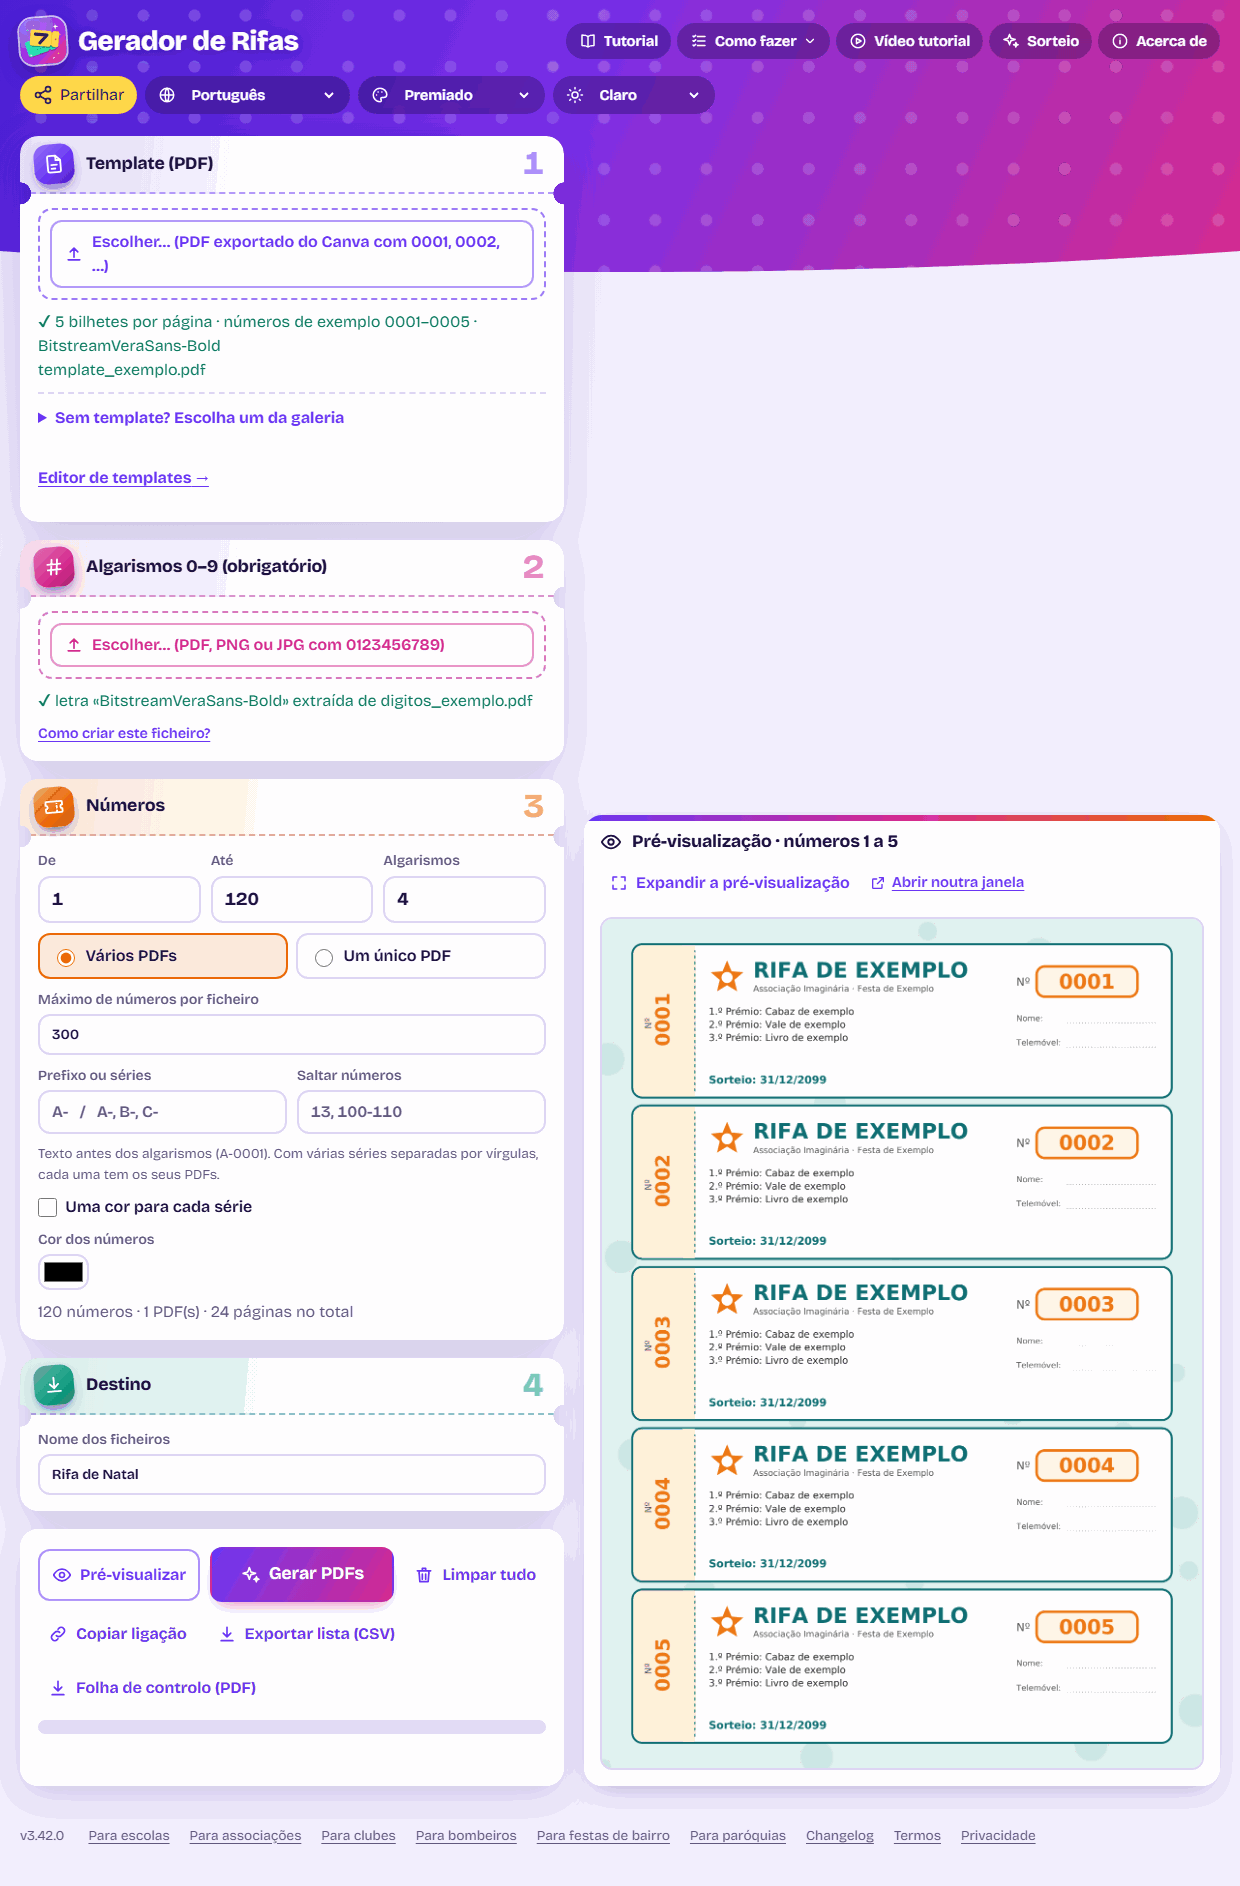 Gerador de Rifas
Tutorial
Como fazer
Vídeo tutorial
Sorteio
Acerca de
Partilhar
Português
Premiado
Claro
Template (PDF)
1
Escolher... (PDF exportado do Canva com 0001, 0002,
...)
✓ 5 bilhetes por página · números de exemplo 0001–0005 ·
BitstreamVeraSans-Bold
template_exemplo.pdf
Sem template? Escolha um da galeria
Editor de templates →
Algarismos 0–9 (obrigatório)
2
Escolher... (PDF, PNG ou JPG com 0123456789)
✓ letra «BitstreamVeraSans-Bold» extraída de digitos_exemplo.pdf
Como criar este ficheiro?
Números
3
De
Até
Algarismos
1
120
4
Vários PDFs
Um único PDF
Máximo de números por ficheiro
300
Prefixo ou séries
Saltar números
A- / A-, B-, C-
13, 100-110
Texto antes dos algarismos (A-0001). Com várias séries separadas por vírgulas,
cada uma tem os seus PDFs.
Uma cor para cada série
Cor dos números
120 números · 1 PDF(s) · 24 páginas no total
Destino
4
Nome dos ficheiros
Rifa de Natal
Pré-visualizar
Gerar PDFs
Limpar tudo
Copiar ligação
Exportar lista (CSV)
Folha de controlo (PDF)
Pré-visualização · números 1 a 5
Expandir a pré-visualização
Abrir noutra janela
Nº 0001
RIFA DE EXEMPLO
Associação Imaginária · Festa de Exemplo
1.º Prémio: Cabaz de exemplo
2.º Prémio: Vale de exemplo
3.º Prémio: Livro de exemplo
Sorteio: 31/12/2099
Nº 0001
Nome:
Telemóvel:
Nº 0002
RIFA DE EXEMPLO
Associação Imaginária · Festa de Exemplo
1.º Prémio: Cabaz de exemplo
2.º Prémio: Vale de exemplo
3.º Prémio: Livro de exemplo
Sorteio: 31/12/2099
Nº 0002
Nome:
Telemóvel:
Nº 0003
RIFA DE EXEMPLO
Associação Imaginária · Festa de Exemplo
1.º Prémio: Cabaz de exemplo
2.º Prémio: Vale de exemplo
3.º Prémio: Livro de exemplo
Sorteio: 31/12/2099
Nº 0003
Nome:
Telemóvel:
Nº 0004
RIFA DE EXEMPLO
Associação Imaginária · Festa de Exemplo
1.º Prémio: Cabaz de exemplo
2.º Prémio: Vale de exemplo
3.º Prémio: Livro de exemplo
Sorteio: 31/12/2099
Nº 0004
Nome:
Telemóvel:
Nº 0005
RIFA DE EXEMPLO
Associação Imaginária · Festa de Exemplo
1.º Prémio: Cabaz de exemplo
2.º Prémio: Vale de exemplo
3.º Prémio: Livro de exemplo
Sorteio: 31/12/2099
Nº 0005
Nome:
Telemóvel:
v3.42.0
Para escolas
Para associações
Para clubes
Para bombeiros
Para festas de bairro
Para paróquias
Changelog
Termos
Privacidade